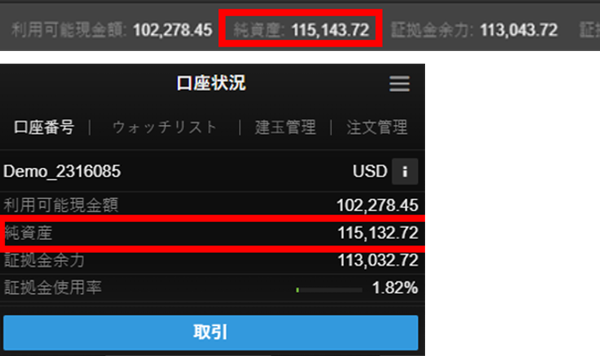 利用可能現金額: 102,278.45 純資産: 115,143.72 証拠金余力: 113,043.72 証
口座状況
口座番号 | ウォッチリスト | 建玉管理 | 注文管理
Demo_2316085 USD i
利用可能現金額 102,278.45
純資産 115,132.72
証拠金余力 113,032.72
証拠金使用率 1.82%
取引